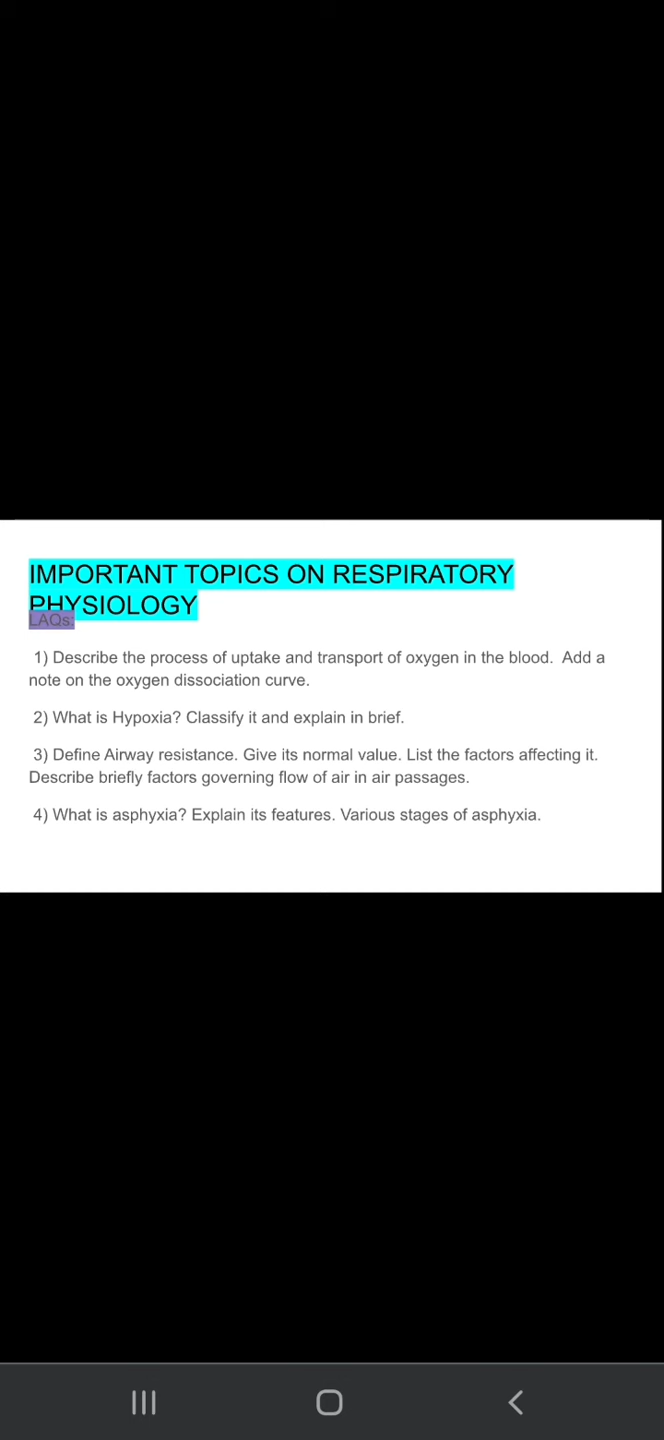 IMPORTANT TOPICS ON RESPIRATORY
PHYSIOLOGY
LAQs:
1) Describe the process of uptake and transport of oxygen in the blood.  Add a
note on the oxygen dissociation curve.
2) What is Hypoxia? Classify it and explain in brief.
3) Define Airway resistance. Give its normal value. List the factors affecting it.
Describe briefly factors governing flow of air in air passages.
4) What is asphyxia? Explain its features. Various stages of asphyxia.